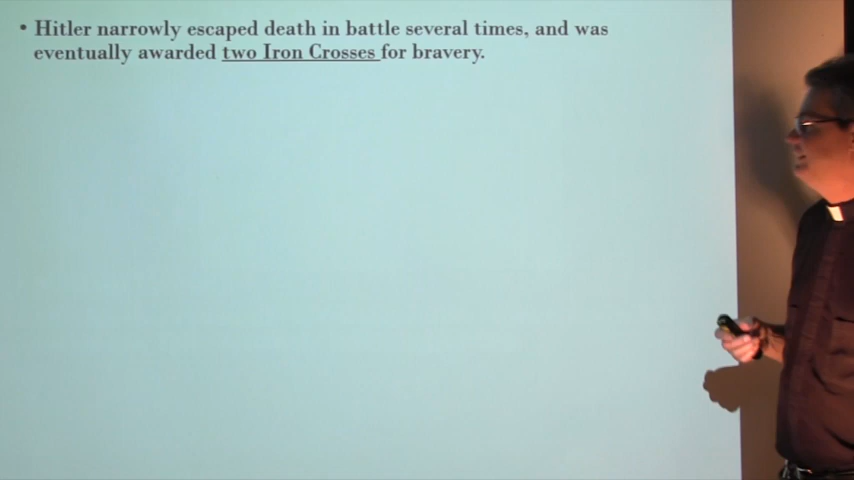 • Hitler narrowly escaped death in battle several times, and was
eventually awarded two Iron Crosses for bravery.